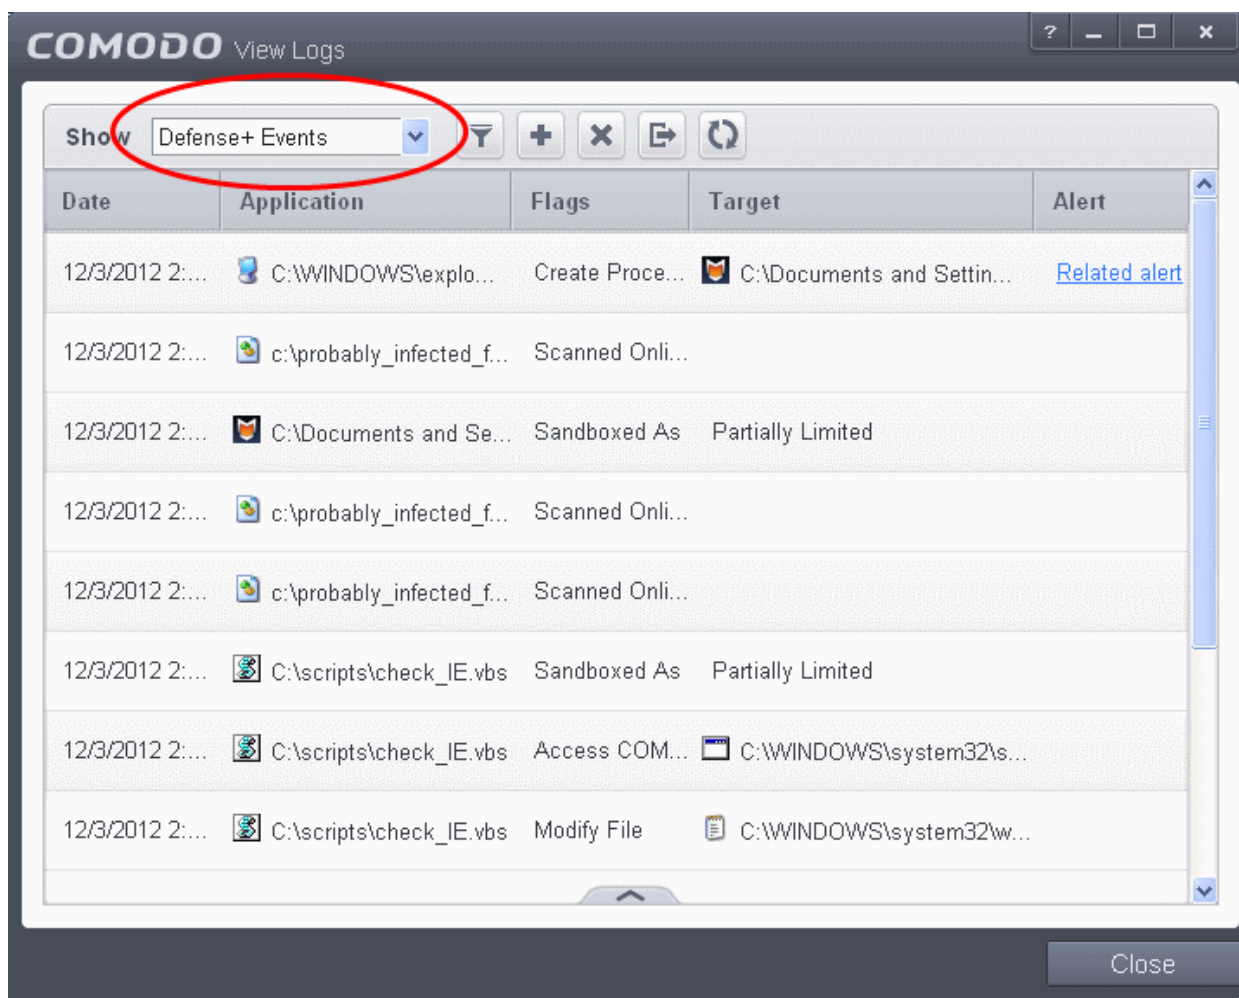 COMODO View Logs ?
Show Defense+ Events
Date Application Flags Target Alert
12/3/2012 2:... C:\WINDOWS\explo... Create Proce... C:\Documents and Settin... Related alert
12/3/2012 2:... c:\probably_infected_f... Scanned Onli...
12/3/2012 2:... C:\Documents and Se... Sandboxed As Partially Limited
12/3/2012 2:... c:\probably_infected_f... Scanned Onli...
12/3/2012 2:... c:\probably_infected_f... Scanned Onli...
12/3/2012 2:... C:\scripts\check_IE.vbs Sandboxed As Partially Limited
12/3/2012 2:... C:\scripts\check_IE.vbs Access COM... C:\WINDOWS\system32\s...
12/3/2012 2:... C:\scripts\check_IE.vbs Modify File C:\WINDOWS\system32\w...
Close